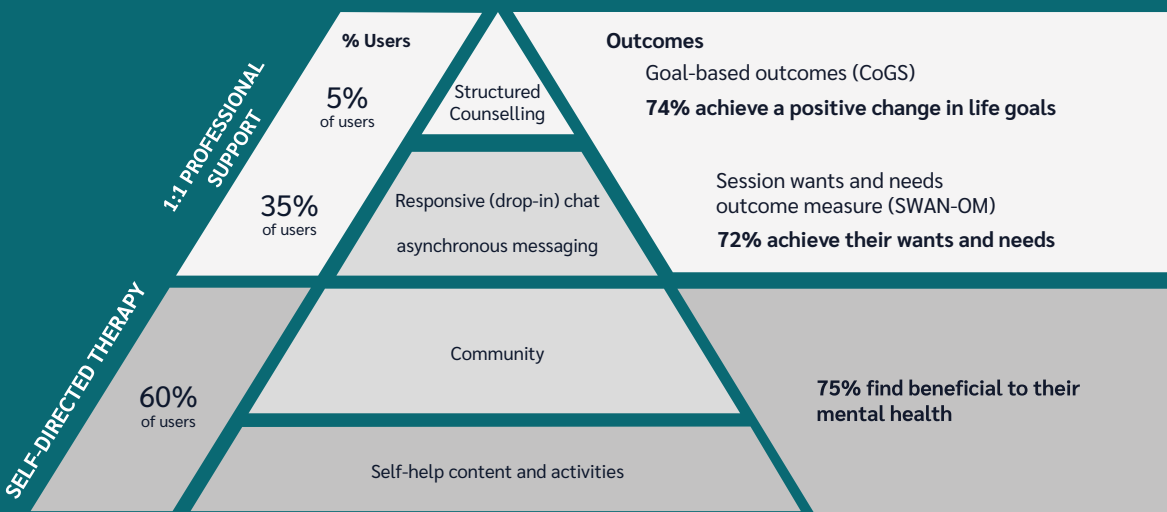 1:1 PROFESSIONAL
SUPPORT
% Users
5%
of users
35%
of users
Structured
Counselling
Responsive (drop-in) chat
asynchronous messaging
Outcomes
Goal-based outcomes (CoGS)
74% achieve a positive change in life goals
Session wants and needs
outcome measure (SWAN-OM)
72% achieve their wants and needs
SELF-DIRECTED THERAPY
60%
of users
Community
Self-help content and activities
75% find beneficial to their
mental health